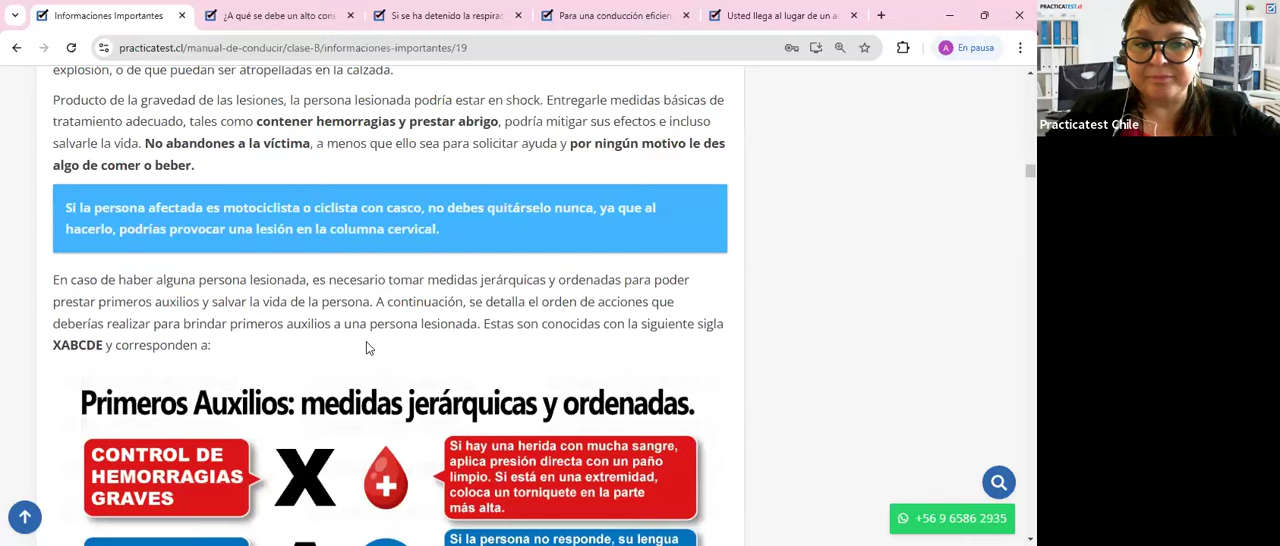 Informaciones Importantes
¿A qué se debe un alto cons
Si se ha detenido la respirac
Para una conducción eficien
Usted llega al lugar de un ac
practicatest.cl/manual-de-conducir/clase-B/informaciones-importantes/19
A
En pausa
PRACTICATEST.cl
Practicatest Chile
explosión, o de que puedan ser atropelladas en la calzada.
Producto de la gravedad de las lesiones, la persona lesionada podría estar en shock. Entregarle medidas básicas de
tratamiento adecuado, tales como contener hemorragias y prestar abrigo, podría mitigar sus efectos e incluso
salvarle la vida. No abandones a la víctima, a menos que ello sea para solicitar ayuda y por ningún motivo le des
algo de comer o beber.
Si la persona afectada es motociclista o ciclista con casco, no debes quitárselo nunca, ya que al
hacerlo, podrías provocar una lesión en la columna cervical.
En caso de haber alguna persona lesionada, es necesario tomar medidas jerárquicas y ordenadas para poder
prestar primeros auxilios y salvar la vida de la persona. A continuación, se detalla el orden de acciones que
deberías realizar para brindar primeros auxilios a una persona lesionada. Estas son conocidas con la siguiente sigla
XABCDE y corresponden a:
Primeros Auxilios: medidas jerárquicas y ordenadas.
CONTROL DE
HEMORRAGIAS
GRAVES
X
Si hay una herida con mucha sangre,
aplica presión directa con un paño
limpio. Si está en una extremidad,
coloca un torniquete en la parte
más alta.
Si la persona no responde, su lengua
+56 9 6586 2935